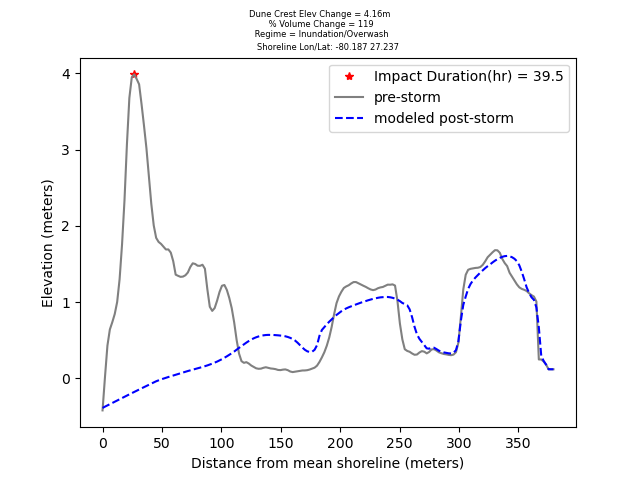 Dune Crest Elev Change = 4.16m
% Volume Change = 119
Regime = Inundation/Overwash
Shoreline Lon/Lat: -80.187 27.237
Impact Duration(hr) = 39.5
pre-storm
modeled post-storm
Elevation (meters)
4
3
2
1
0
0 50 100 150 200 250 300 350
Distance from mean shoreline (meters)